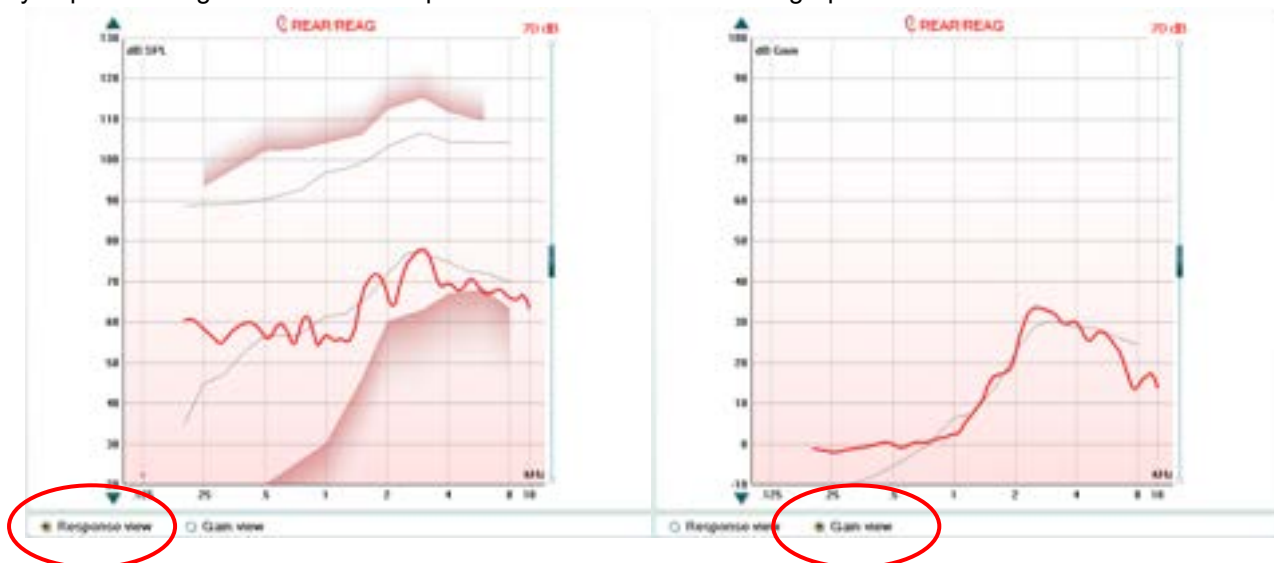 REAR/REAG
70 dB
130
dB SPL
120
110
100
90
80
70
60
50
40
30
kHz
.25 .5 1 2 4 8 10
Response view Gain view
REAR/REAG
70 dB
100
dB Gain
90
80
70
60
50
40
30
20
10
0
-10
kHz
.125 .25 .5 1 2 4 8 10
Response view Gain view